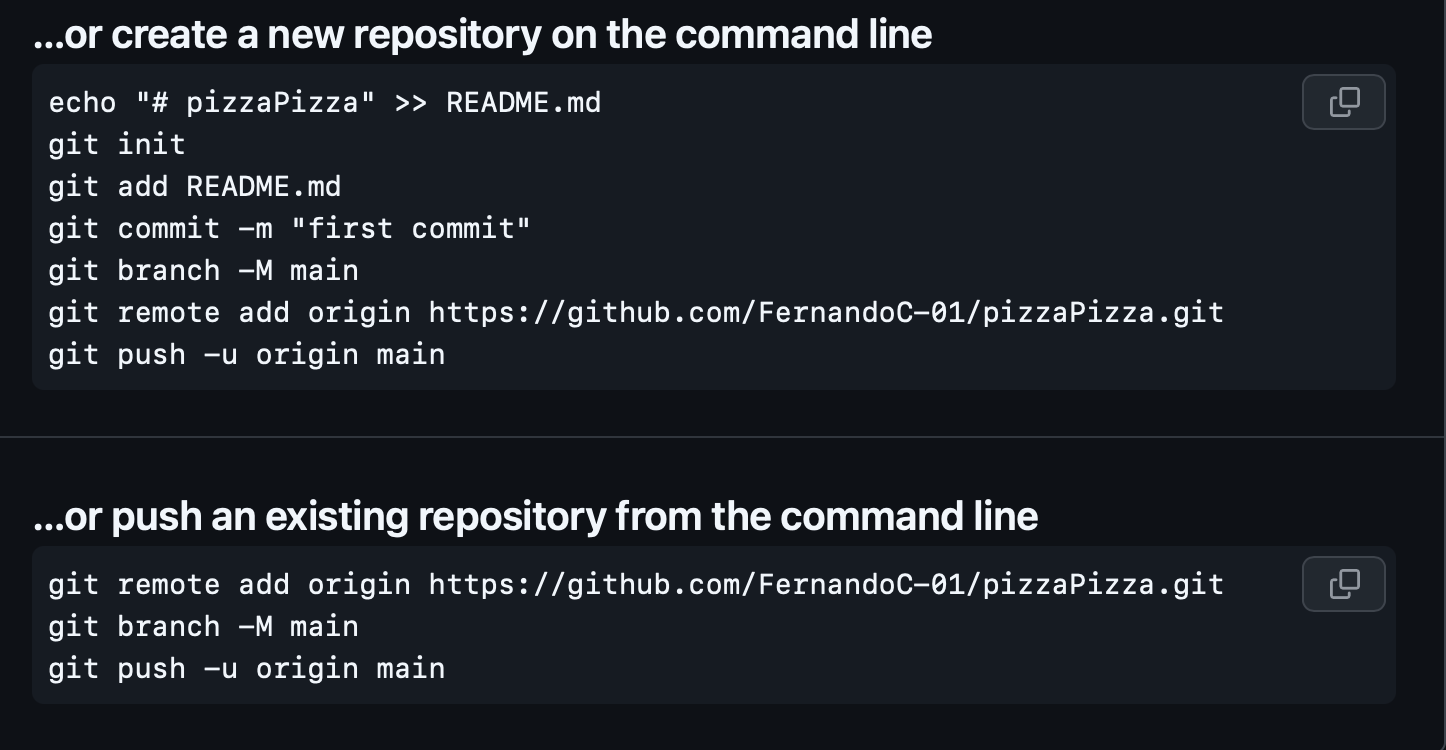 ...or create a new repository on the command line
echo "# pizzaPizza" >> README.md
git init
git add README.md
git commit -m "first commit"
git branch -M main
git remote add origin https://github.com/FernandoC-01/pizzaPizza.git
git push -u origin main
...or push an existing repository from the command line
git remote add origin https://github.com/FernandoC-01/pizzaPizza.git
git branch -M main
git push -u origin main